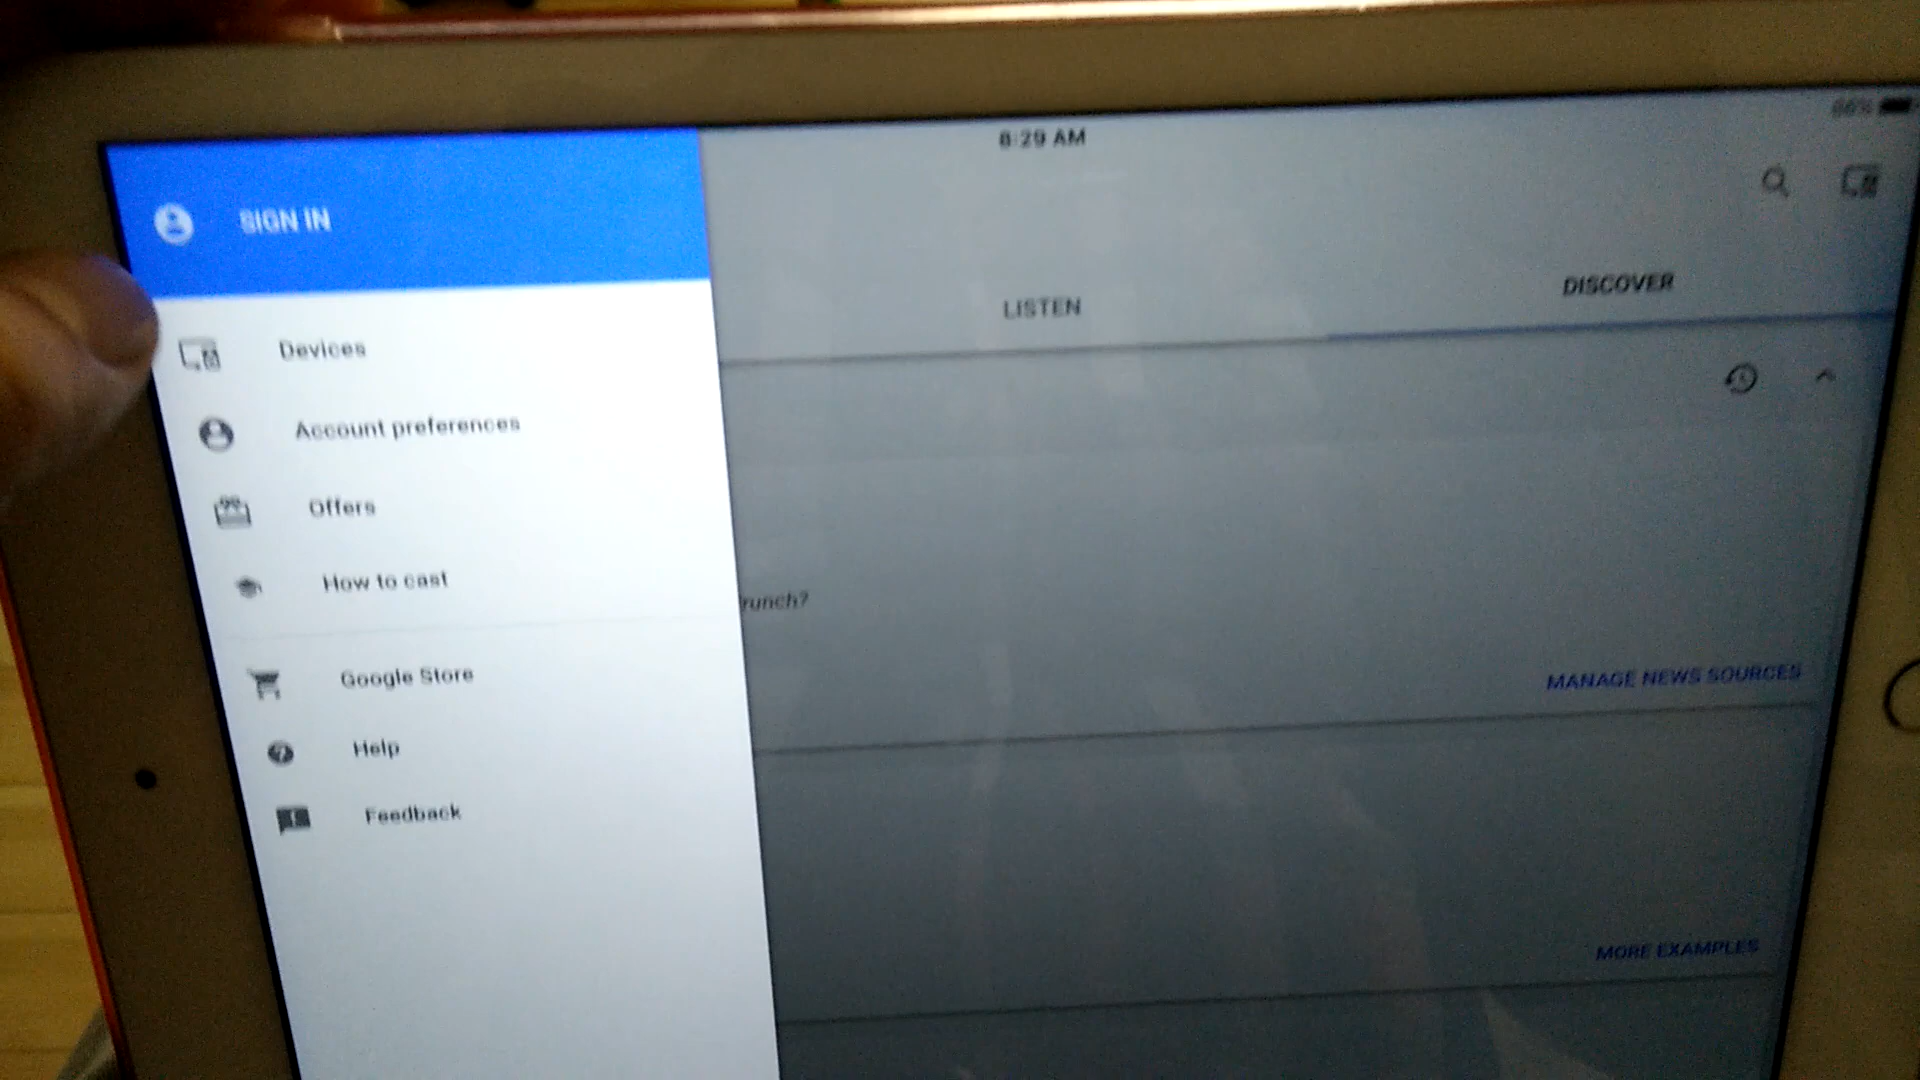 8:29 AM
SIGN IN
LISTEN
DISCOVER
Devices
Account preferences
Offers
How to cast
runch?
Google Store
MANAGE NEWS SOURCES
Help
Feedback
MORE EXAMPLES